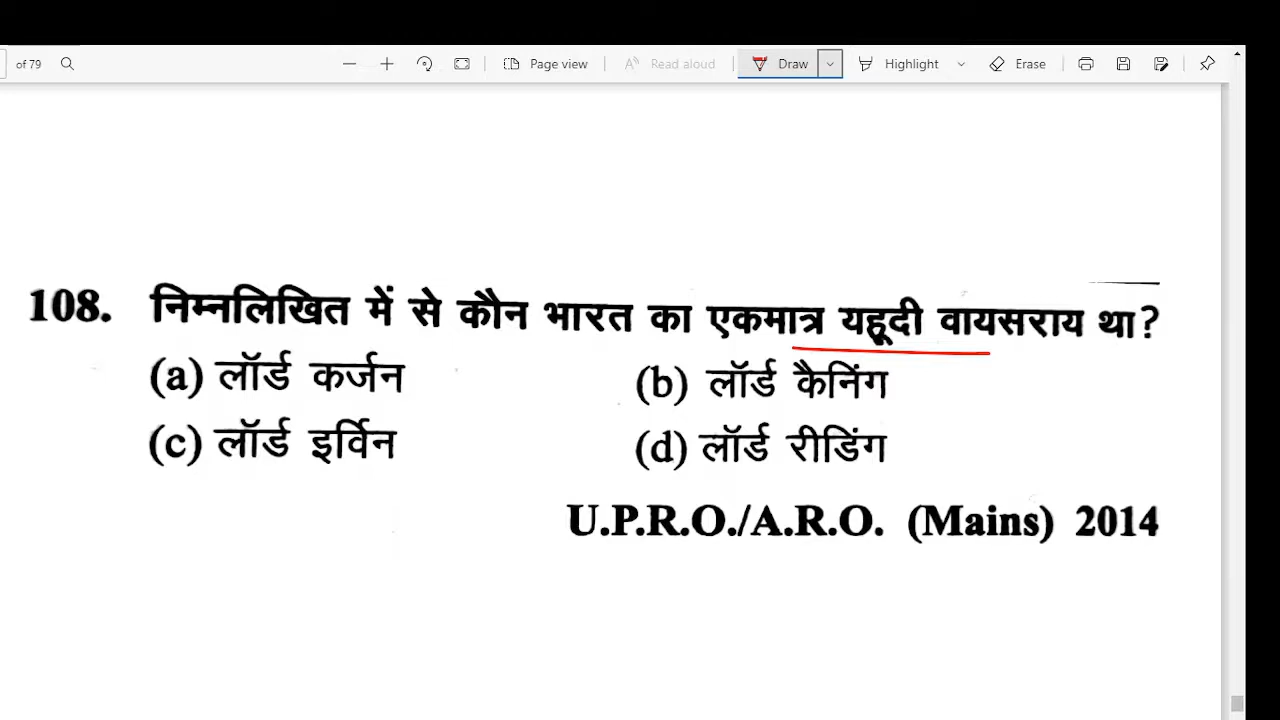 of 79 Page view Read aloud Draw Highlight Erase
108. निम्नलिखित में से कौन भारत का एकमात्र यहूदी वायसराय था?
(a) लॉर्ड कर्जन (b) लॉर्ड कैनिंग
(c) लॉर्ड इर्विन (d) लॉर्ड रीडिंग
U.P.R.O./A.R.O. (Mains) 2014